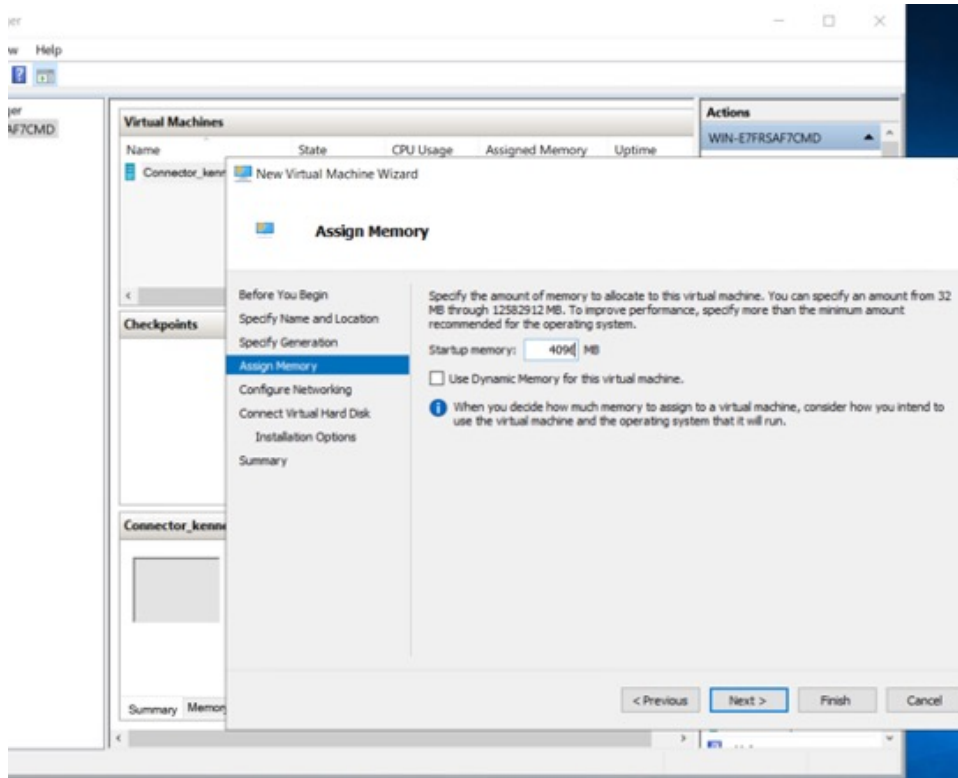 ger
w Help
ger
AF7CMD
Virtual Machines
Name State CPU Usage Assigned Memory Uptime
Connector_kenn
Actions
WIN-E7FRSAF7CMD
New Virtual Machine Wizard
Assign Memory
Before You Begin
Specify Name and Location
Specify Generation
Assign Memory
Configure Networking
Connect Virtual Hard Disk
Installation Options
Summary
Specify the amount of memory to allocate to this virtual machine. You can specify an amount from 32
MB through 12582912 MB. To improve performance, specify more than the minimum amount
recommended for the operating system.
Startup memory: 4096 MB
Use Dynamic Memory for this virtual machine.
When you decide how much memory to assign to a virtual machine, consider how you intend to
use the virtual machine and the operating system that it will run.
Checkpoints
Connector_kenne
Summary Memory
< Previous Next > Finish Cancel